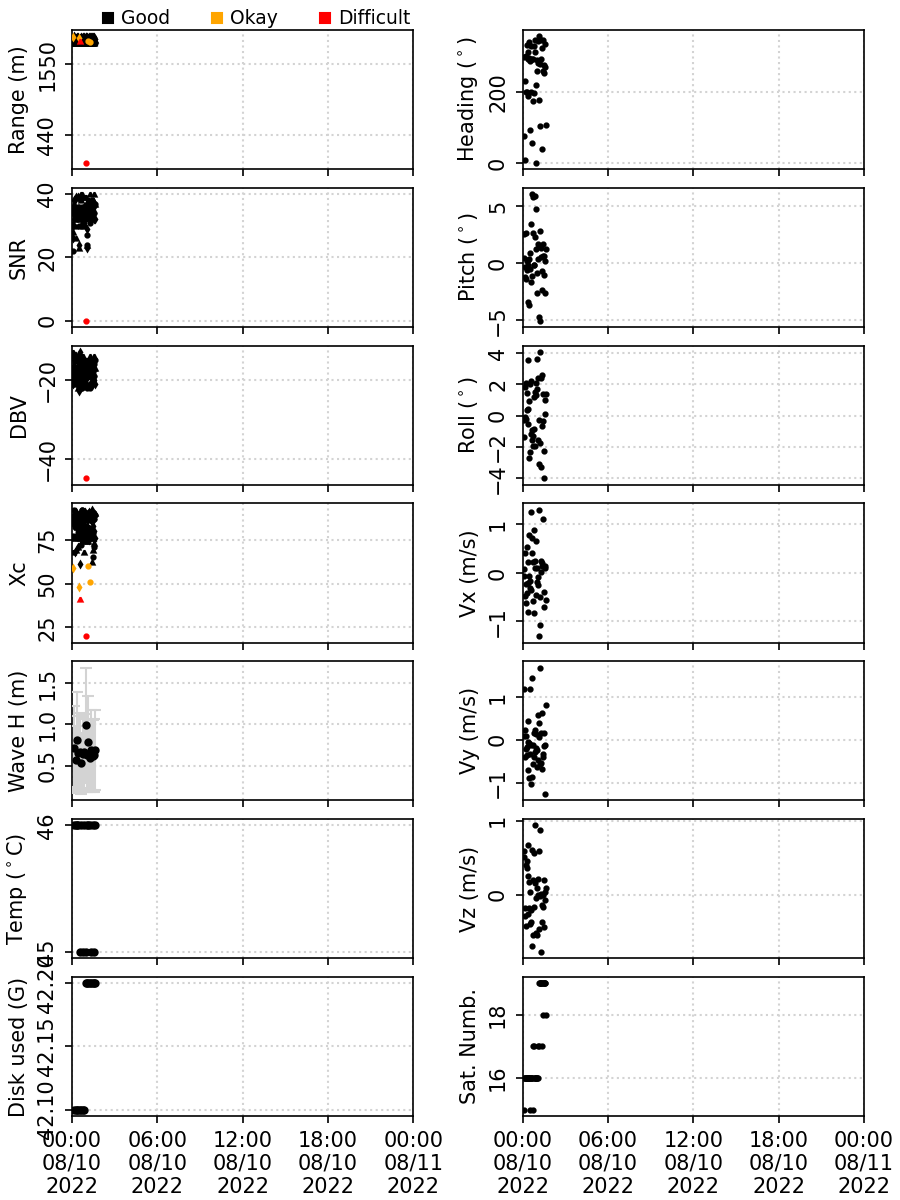 Good Okay Difficult
Range (m)
1550
440
Heading (°)
200
0
SNR
40
20
0
Pitch (°)
5
0
−5
DBV
−20
−40
Roll (°)
4
2
0
−2
−4
Xc
75
50
25
Vx (m/s)
1
0
−1
Wave H (m)
1.5
1.0
0.5
Vy (m/s)
1
0
−1
Temp (°C)
46
45
Vz (m/s)
1
0
Disk used (G)
42.20
42.15
42.10
Sat. Numb.
18
16
00:00 06:00 12:00 18:00 00:00
08/10 08/10 08/10 08/10 08/11
2022 2022 2022 2022 2022
00:00 06:00 12:00 18:00 00:00
08/10 08/10 08/10 08/10 08/11
2022 2022 2022 2022 2022